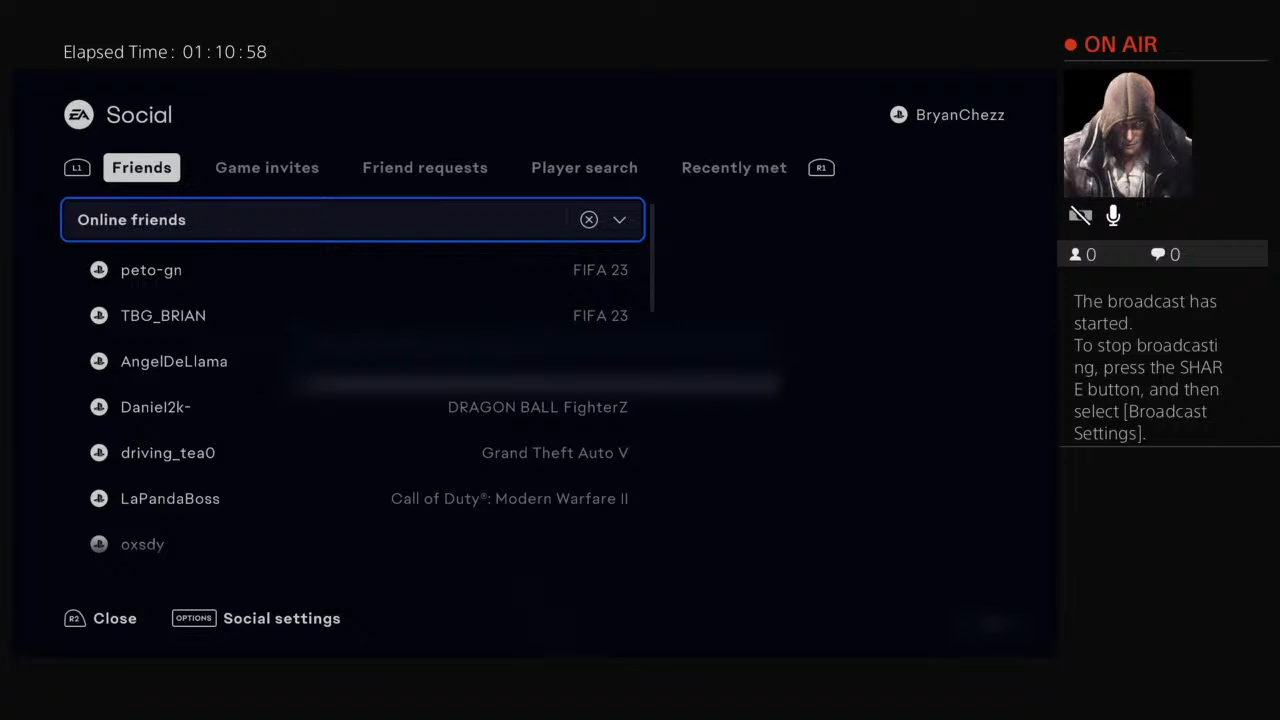 Elapsed Time: 01:10:58
ON AIR
EA Social
BryanChezz
L1 Friends Game invites Friend requests Player search Recently met R1
Online friends
peto-gn FIFA 23
TBG_BRIAN FIFA 23
AngelDeLlama
Daniel2k- DRAGON BALL FighterZ
driving_tea0 Grand Theft Auto V
LaPandaBoss Call of Duty®: Modern Warfare II
oxsdy
R2 Close OPTIONS Social settings
0 0
The broadcast has
started.
To stop broadcasti
ng, press the SHAR
E button, and then
select [Broadcast
Settings].